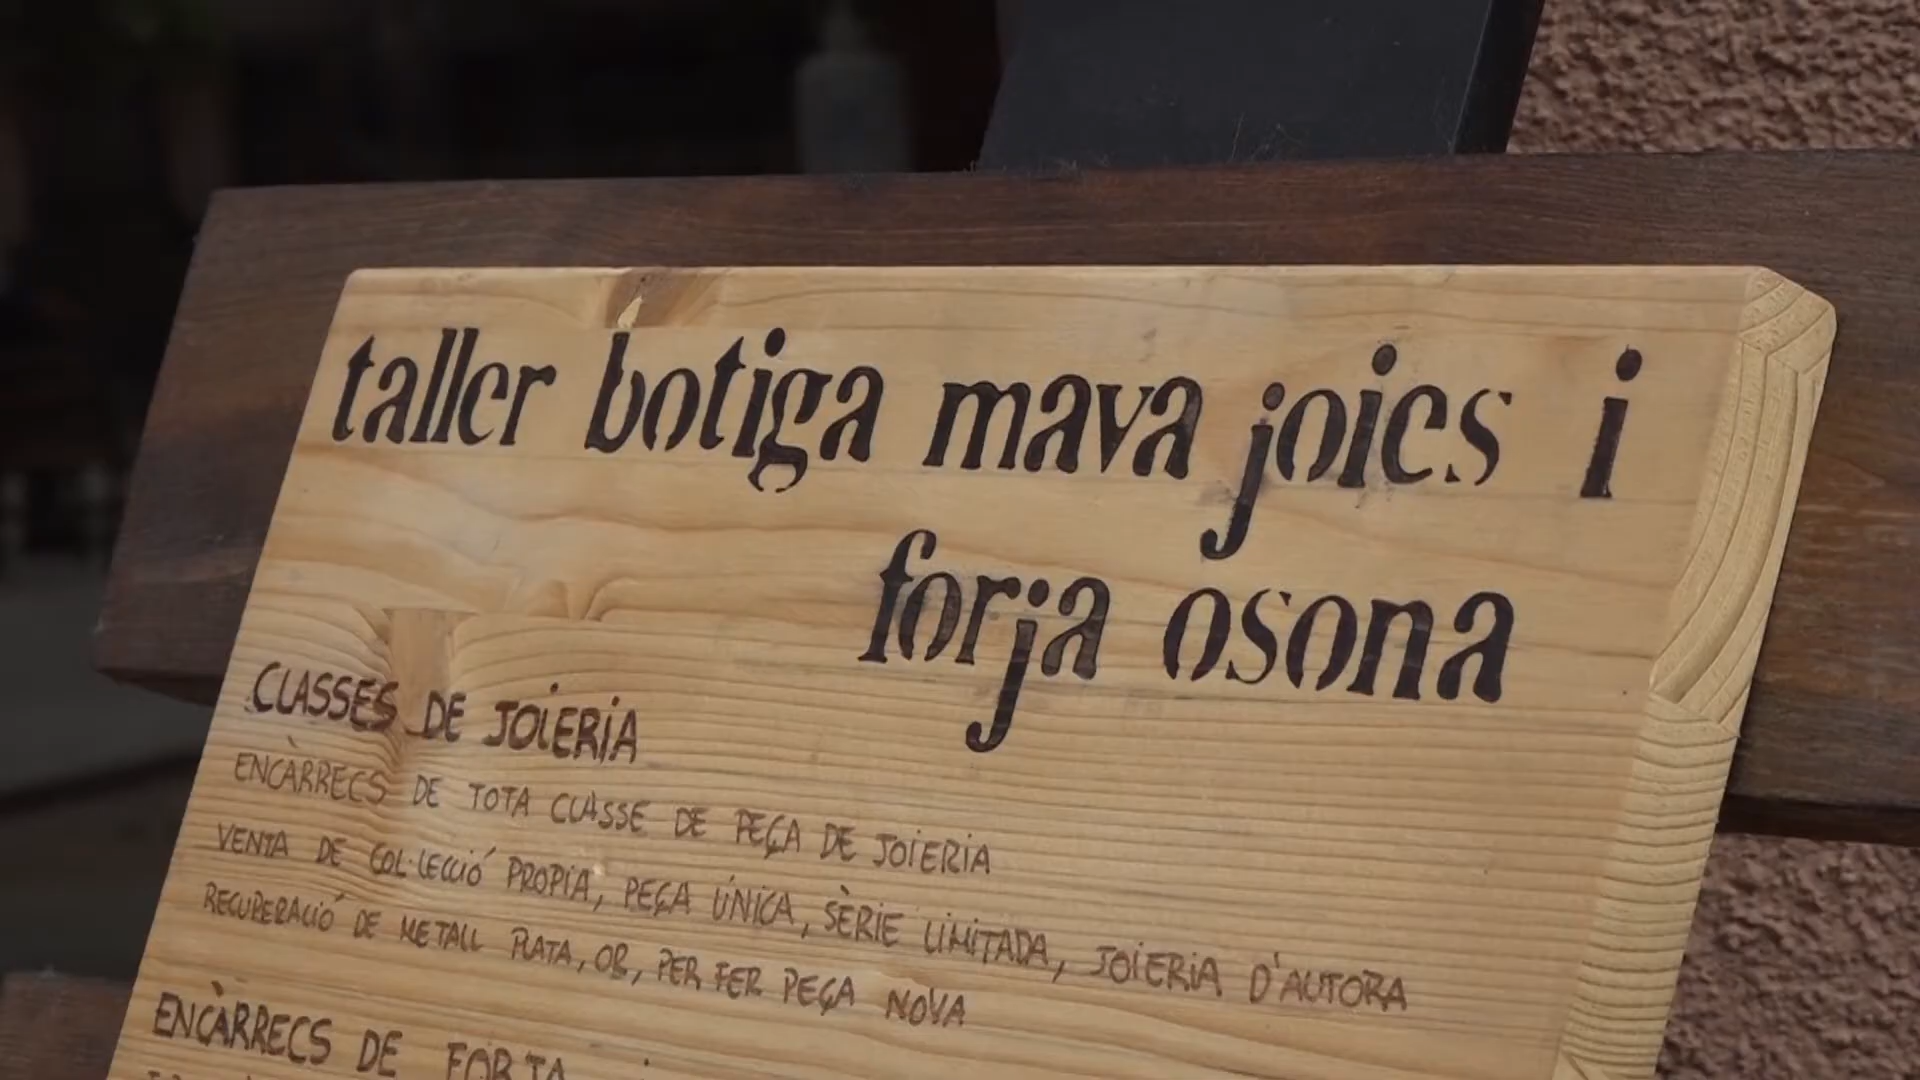 taller botiga mava joies i
forja osona
CLASSES DE JOIERIA
ENCÀRRECS DE TOTA CLASSE DE PEÇA DE JOIERIA
VENTA DE COL·LECCIÓ PROPIA, PEÇA ÚNICA, SÈRIE LIMITADA, JOIERIA D'AUTORA
RECUPERACIÓ DE METALL PLATA, OR, PER FER PEÇA NOVA
ENCÀRRECS DE FORJA